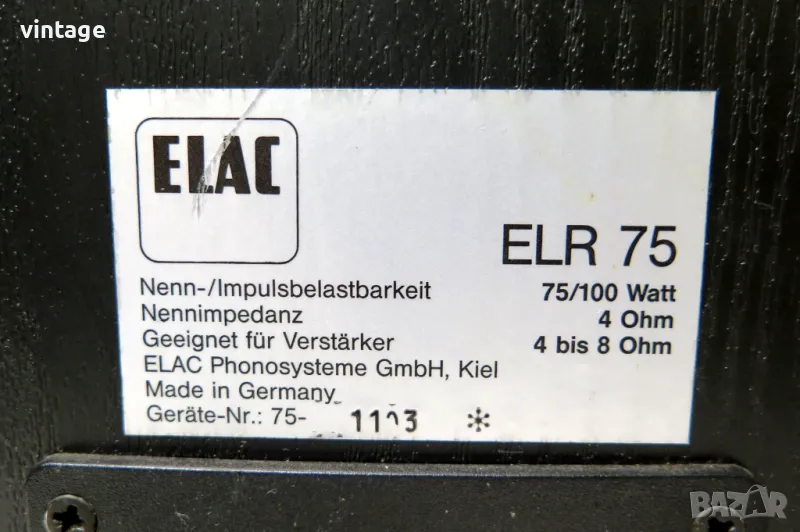 vintage
ELAC
ELR 75
Nenn-/Impulsbelastbarkeit 75/100 Watt
Nennimpedanz 4 Ohm
Geeignet für Verstärker 4 bis 8 Ohm
ELAC Phonosysteme GmbH, Kiel
Made in Germany
Geräte-Nr.: 75-
BAZAR